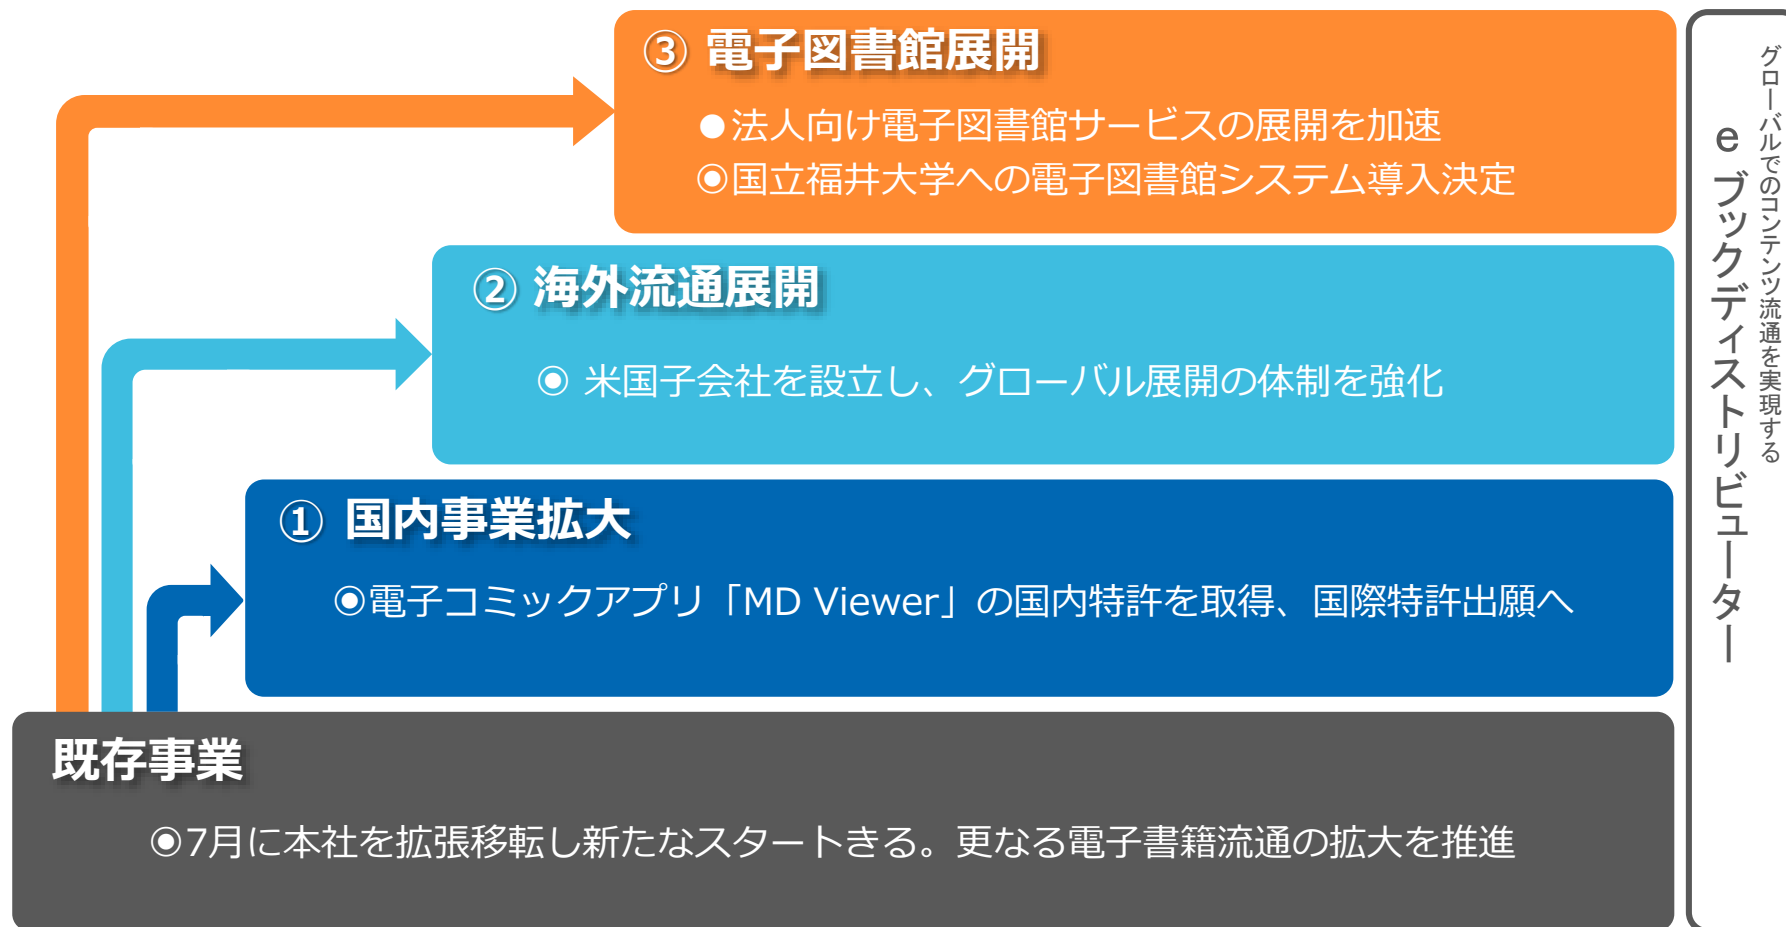 ③ 電子図書館展開
●法人向け電子図書館サービスの展開を加速
◉国立福井大学への電子図書館システム導入決定
② 海外流通展開
◉ 米国子会社を設立し、グローバル展開の体制を強化
① 国内事業拡大
◉電子コミックアプリ「MD Viewer」の国内特許を取得、国際特許出願へ
既存事業
◉7月に本社を拡張移転し新たなスタートきる。更なる電子書籍流通の拡大を推進
グローバルでのコンテンツ流通を実現する
eブックディストリビューター